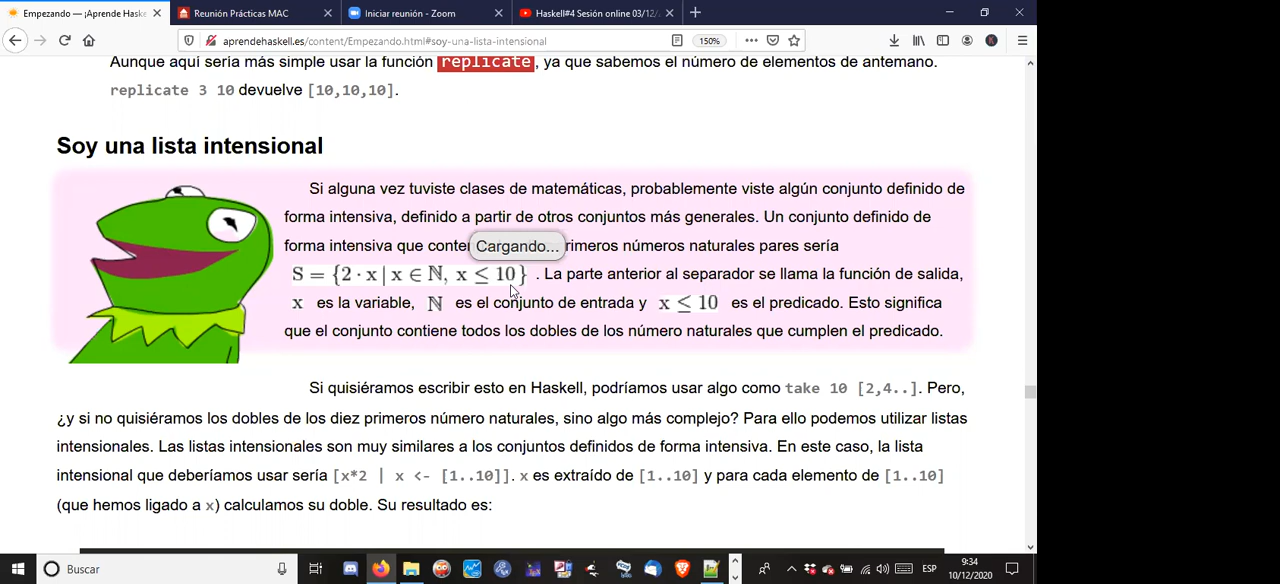 Empezando — ¡Aprende Haske
Reunión Prácticas MAC
Iniciar reunión - Zoom
Haskell#4 Sesión online 03/12/
aprendehaskell.es/content/Empezando.html#soy-una-lista-intensional
150%
Aunque aquí sería más simple usar la función replicate, ya que sabemos el número de elementos de antemano.
replicate 3 10 devuelve [10,10,10].
Soy una lista intensional
Si alguna vez tuviste clases de matemáticas, probablemente viste algún conjunto definido de
forma intensiva, definido a partir de otros conjuntos más generales. Un conjunto definido de
forma intensiva que conte Cargando... rimeros números naturales pares sería
S = {2 · x | x ∈ ℕ, x ≤ 10} . La parte anterior al separador se llama la función de salida,
x es la variable, ℕ es el conjunto de entrada y x ≤ 10 es el predicado. Esto significa
que el conjunto contiene todos los dobles de los número naturales que cumplen el predicado.
Si quisiéramos escribir esto en Haskell, podríamos usar algo como take 10 [2,4..]. Pero,
¿y si no quisiéramos los dobles de los diez primeros número naturales, sino algo más complejo? Para ello podemos utilizar listas
intensionales. Las listas intensionales son muy similares a los conjuntos definidos de forma intensiva. En este caso, la lista
intensional que deberíamos usar sería [x*2 | x <- [1..10]]. x es extraído de [1..10] y para cada elemento de [1..10]
(que hemos ligado a x) calculamos su doble. Su resultado es:
Buscar
ESP
9:34
10/12/2020